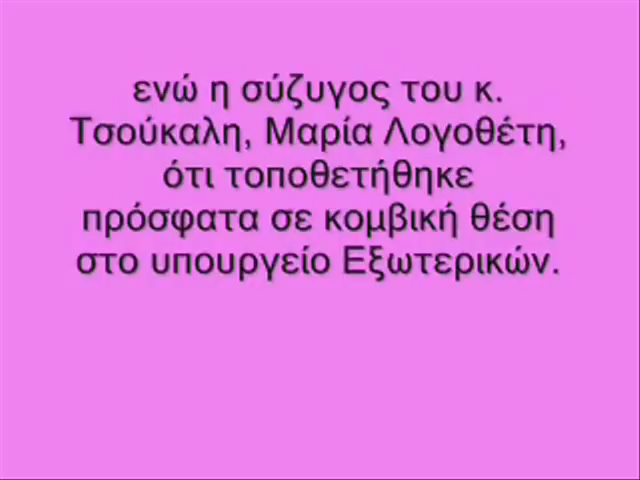 ενώ η σύζυγος του κ.
Τσούκαλη, Μαρία Λογοθέτη,
ότι τοποθετήθηκε
πρόσφατα σε κομβική θέση
στο υπουργείο Εξωτερικών.